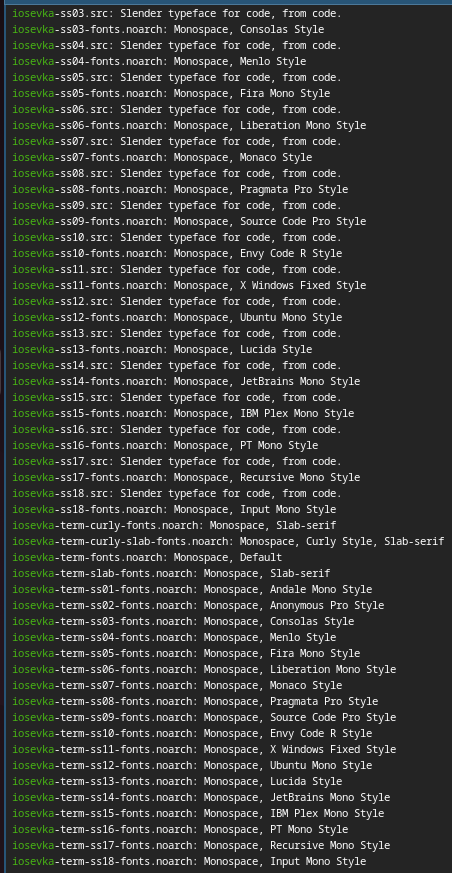 iosevka-ss03.src: Slender typeface for code, from code.
iosevka-ss03-fonts.noarch: Monospace, Consolas Style
iosevka-ss04.src: Slender typeface for code, from code.
iosevka-ss04-fonts.noarch: Monospace, Menlo Style
iosevka-ss05.src: Slender typeface for code, from code.
iosevka-ss05-fonts.noarch: Monospace, Fira Mono Style
iosevka-ss06.src: Slender typeface for code, from code.
iosevka-ss06-fonts.noarch: Monospace, Liberation Mono Style
iosevka-ss07.src: Slender typeface for code, from code.
iosevka-ss07-fonts.noarch: Monospace, Monaco Style
iosevka-ss08.src: Slender typeface for code, from code.
iosevka-ss08-fonts.noarch: Monospace, Pragmata Pro Style
iosevka-ss09.src: Slender typeface for code, from code.
iosevka-ss09-fonts.noarch: Monospace, Source Code Pro Style
iosevka-ss10.src: Slender typeface for code, from code.
iosevka-ss10-fonts.noarch: Monospace, Envy Code R Style
iosevka-ss11.src: Slender typeface for code, from code.
iosevka-ss11-fonts.noarch: Monospace, X Windows Fixed Style
iosevka-ss12.src: Slender typeface for code, from code.
iosevka-ss12-fonts.noarch: Monospace, Ubuntu Mono Style
iosevka-ss13.src: Slender typeface for code, from code.
iosevka-ss13-fonts.noarch: Monospace, Lucida Style
iosevka-ss14.src: Slender typeface for code, from code.
iosevka-ss14-fonts.noarch: Monospace, JetBrains Mono Style
iosevka-ss15.src: Slender typeface for code, from code.
iosevka-ss15-fonts.noarch: Monospace, IBM Plex Mono Style
iosevka-ss16.src: Slender typeface for code, from code.
iosevka-ss16-fonts.noarch: Monospace, PT Mono Style
iosevka-ss17.src: Slender typeface for code, from code.
iosevka-ss17-fonts.noarch: Monospace, Recursive Mono Style
iosevka-ss18.src: Slender typeface for code, from code.
iosevka-ss18-fonts.noarch: Monospace, Input Mono Style
iosevka-term-curly-fonts.noarch: Monospace, Slab-serif
iosevka-term-curly-slab-fonts.noarch: Monospace, Curly Style, Slab-serif
iosevka-term-fonts.noarch: Monospace, Default
iosevka-term-slab-fonts.noarch: Monospace, Slab-serif
iosevka-term-ss01-fonts.noarch: Monospace, Andale Mono Style
iosevka-term-ss02-fonts.noarch: Monospace, Anonymous Pro Style
iosevka-term-ss03-fonts.noarch: Monospace, Consolas Style
iosevka-term-ss04-fonts.noarch: Monospace, Menlo Style
iosevka-term-ss05-fonts.noarch: Monospace, Fira Mono Style
iosevka-term-ss06-fonts.noarch: Monospace, Liberation Mono Style
iosevka-term-ss07-fonts.noarch: Monospace, Monaco Style
iosevka-term-ss08-fonts.noarch: Monospace, Pragmata Pro Style
iosevka-term-ss09-fonts.noarch: Monospace, Source Code Pro Style
iosevka-term-ss10-fonts.noarch: Monospace, Envy Code R Style
iosevka-term-ss11-fonts.noarch: Monospace, X Windows Fixed Style
iosevka-term-ss12-fonts.noarch: Monospace, Ubuntu Mono Style
iosevka-term-ss13-fonts.noarch: Monospace, Lucida Style
iosevka-term-ss14-fonts.noarch: Monospace, JetBrains Mono Style
iosevka-term-ss15-fonts.noarch: Monospace, IBM Plex Mono Style
iosevka-term-ss16-fonts.noarch: Monospace, PT Mono Style
iosevka-term-ss17-fonts.noarch: Monospace, Recursive Mono Style
iosevka-term-ss18-fonts.noarch: Monospace, Input Mono Style